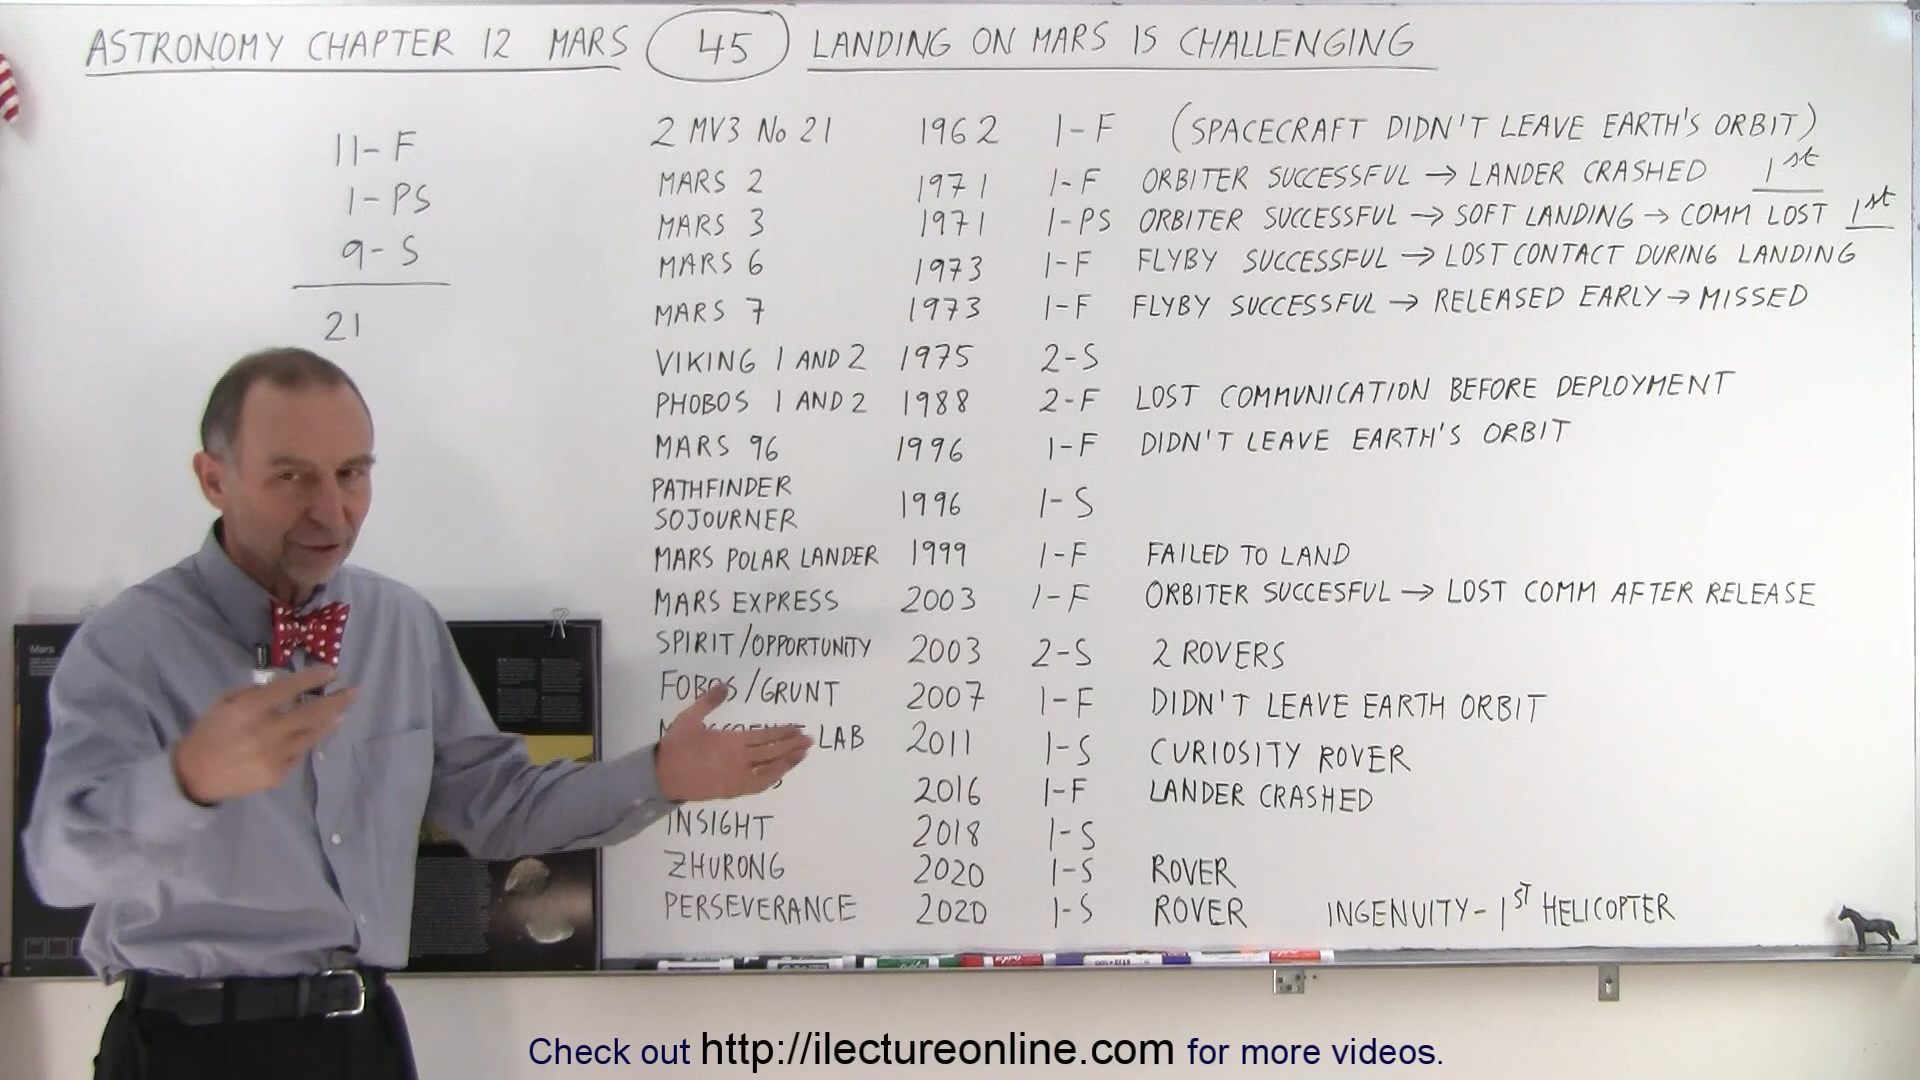 ASTRONOMY CHAPTER 12 MARS 45 LANDING ON MARS IS CHALLENGING
11-F
1-PS
9-S
21
2 MV3 No 21 1962 1-F (SPACECRAFT DIDN'T LEAVE EARTH'S ORBIT)
MARS 2 1971 1-F ORBITER SUCCESSFUL → LANDER CRASHED 1st
MARS 3 1971 1-PS ORBITER SUCCESSFUL → SOFT LANDING → COMM LOST 1st
MARS 6 1973 1-F FLYBY SUCCESSFUL → LOST CONTACT DURING LANDING
MARS 7 1973 1-F FLYBY SUCCESSFUL → RELEASED EARLY → MISSED
VIKING 1 AND 2 1975 2-S
PHOBOS 1 AND 2 1988 2-F LOST COMMUNICATION BEFORE DEPLOYMENT
MARS 96 1996 1-F DIDN'T LEAVE EARTH'S ORBIT
PATHFINDER
SOJOURNER 1996 1-S
MARS POLAR LANDER 1999 1-F FAILED TO LAND
MARS EXPRESS 2003 1-F ORBITER SUCCESFUL → LOST COMM AFTER RELEASE
SPIRIT/OPPORTUNITY 2003 2-S 2 ROVERS
FOBOS/GRUNT 2007 1-F DIDN'T LEAVE EARTH ORBIT
LAB 2011 1-S CURIOSITY ROVER
2016 1-F LANDER CRASHED
INSIGHT 2018 1-S
ZHURONG 2020 1-S ROVER
PERSEVERANCE 2020 1-S ROVER INGENUITY - 1ST HELICOPTER
Mars
Check out http://ilectureonline.com for more videos.